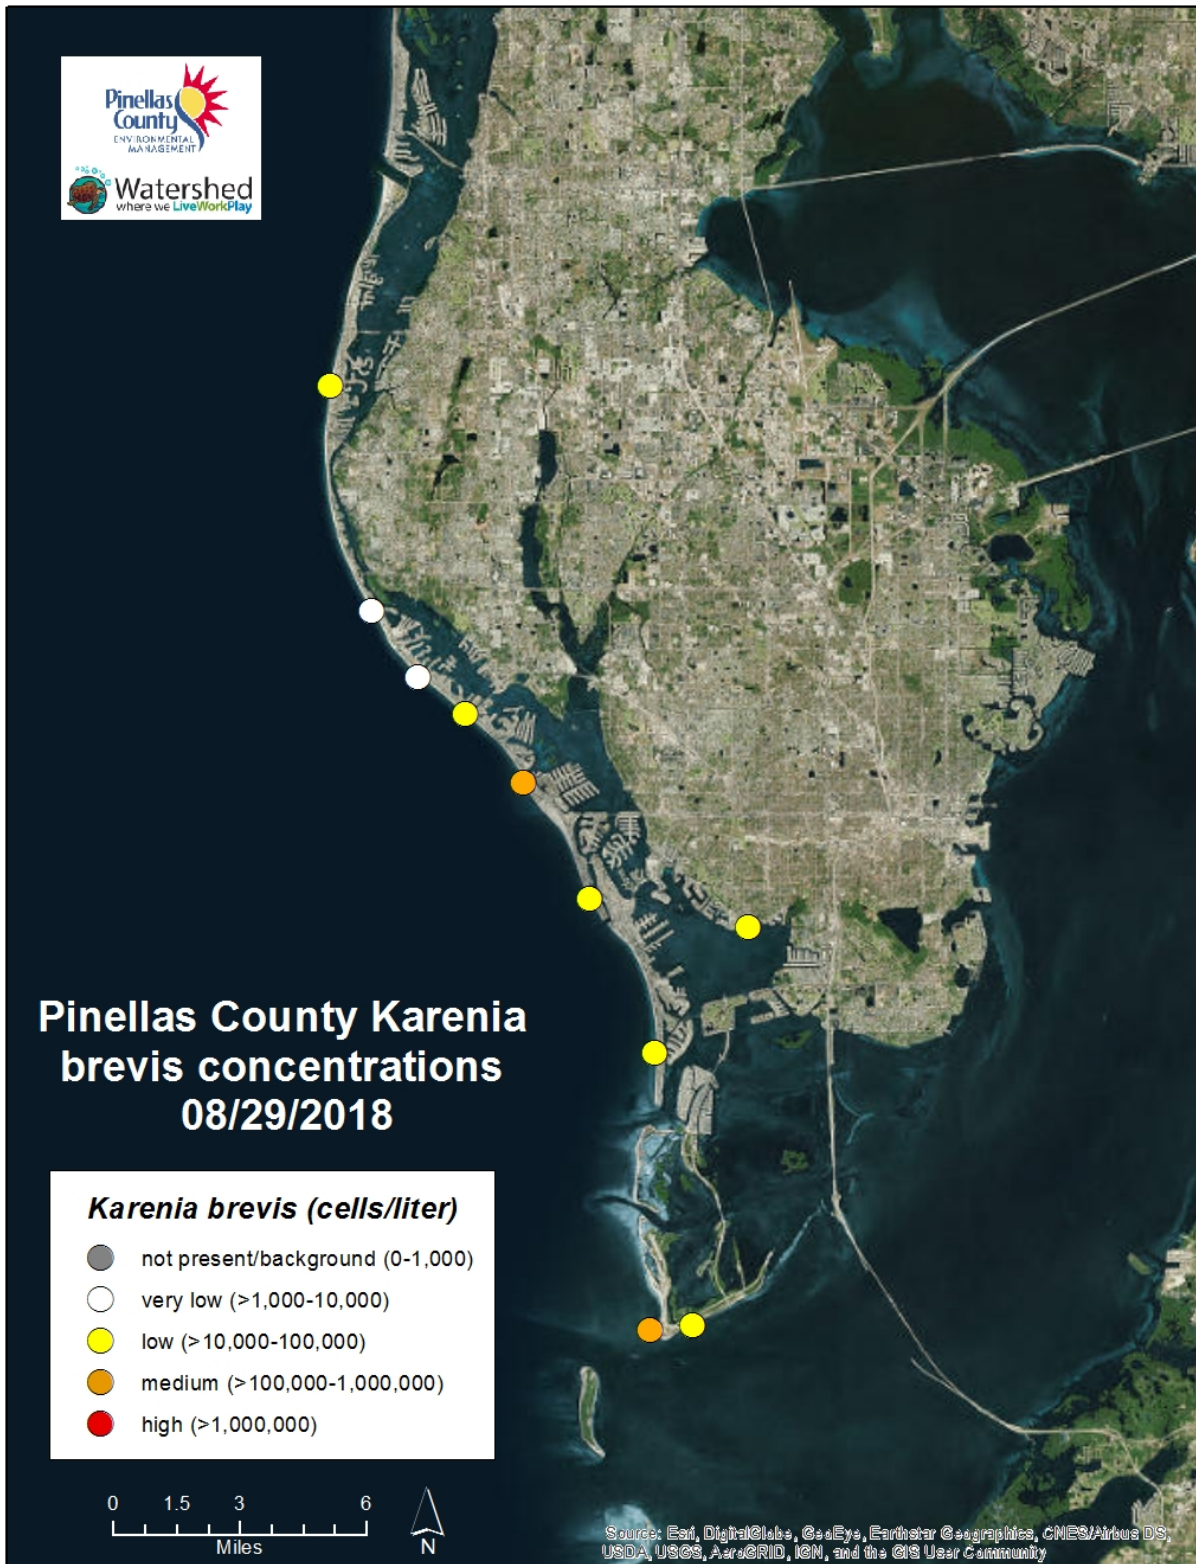 Pinellas
County
ENVIRONMENTAL
MANAGEMENT
Watershed
where we LiveWorkPlay
Pinellas County Karenia
brevis concentrations
08/29/2018
Karenia brevis (cells/liter)
not present/background (0-1,000)
very low (>1,000-10,000)
low (>10,000-100,000)
medium (>100,000-1,000,000)
high (>1,000,000)
0 1.5 3 6
Miles
N
Source: Esri, DigitalGlobe, GeoEye, Earthstar Geographics, CNES/Airbus DS,
USDA, USGS, AeroGRID, IGN, and the GIS User Community